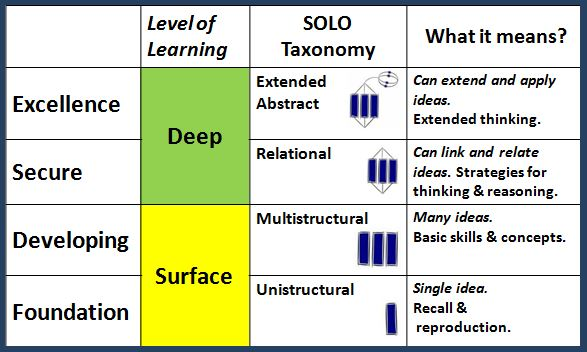 Level of
Learning
SOLO
Taxonomy
What it means?
Excellence
Deep
Extended
Abstract
Can extend and apply
ideas.
Extended thinking.
Secure
Relational
Can link and relate
ideas. Strategies for
thinking & reasoning.
Developing
Surface
Multistructural
Many ideas.
Basic skills & concepts.
Foundation
Unistructural
Single idea.
Recall &
reproduction.